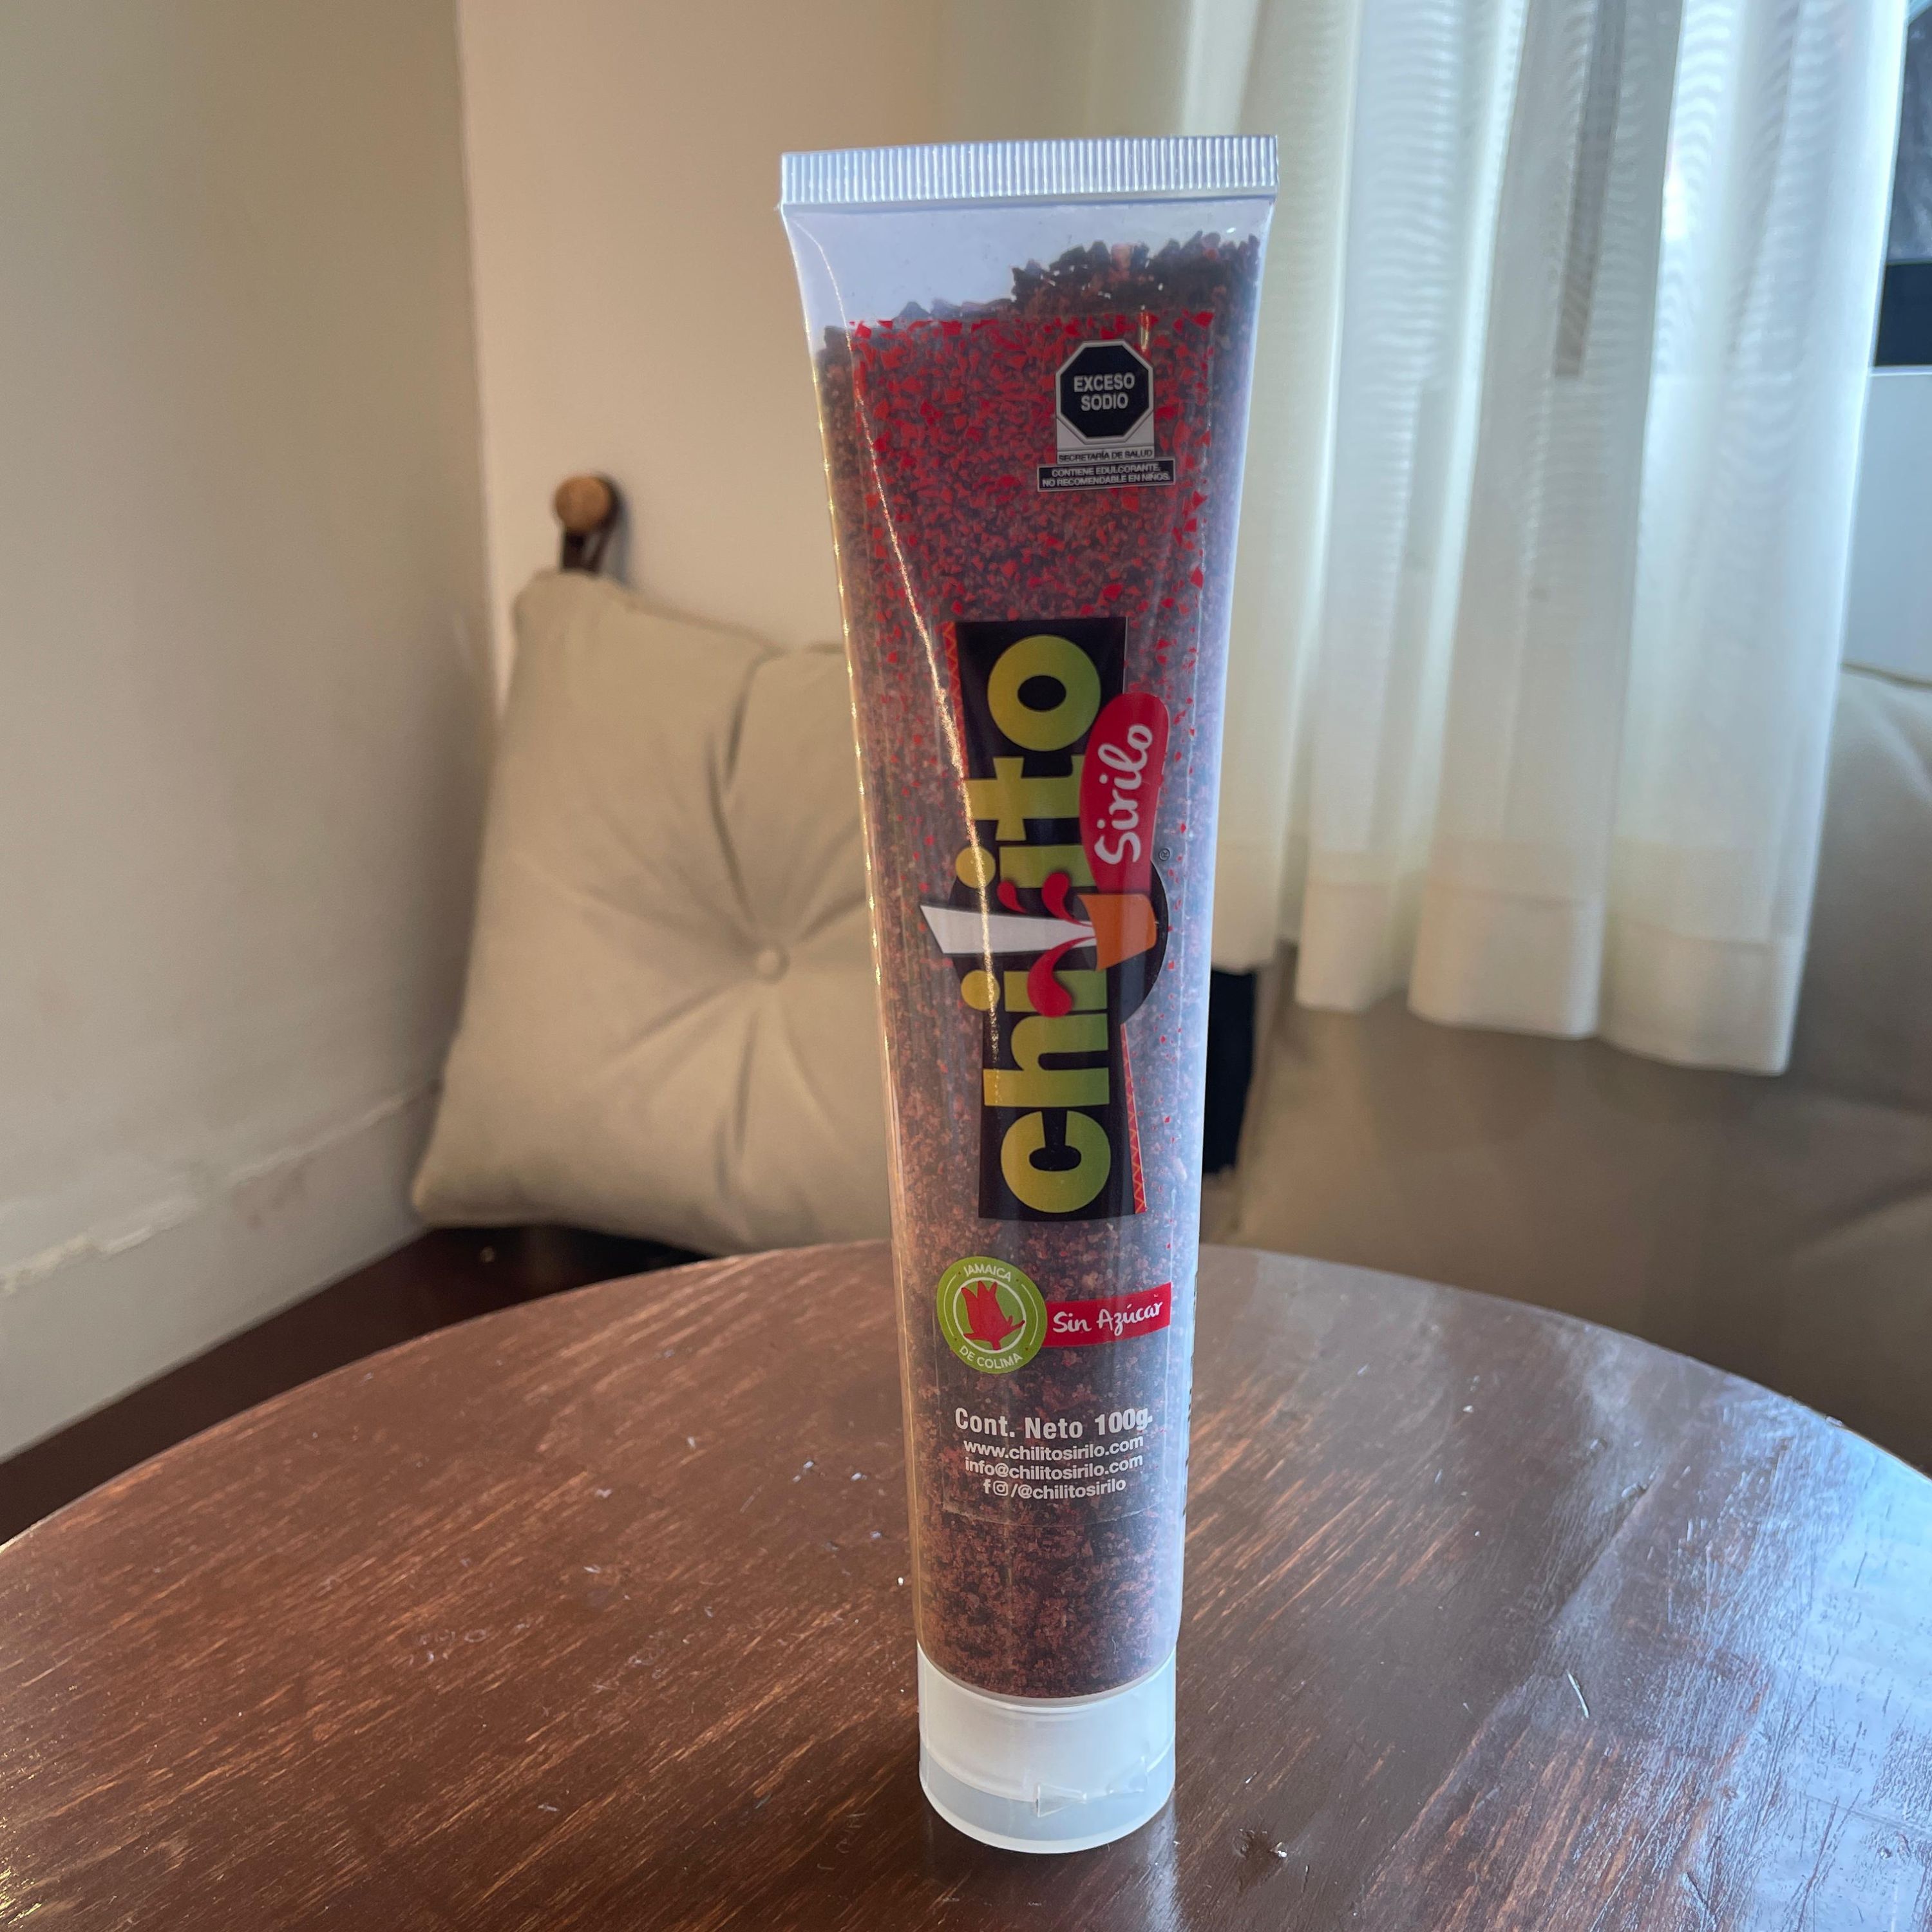 EXCESO
SODIO
SECRETARÍA DE SALUD
CONTIENE EDULCORANTE,
NO RECOMENDABLE EN NIÑOS.
chilito
Sirilo
®
JAMAICA
DE COLIMA
Sin Azúcar
Cont. Neto 100g.
www.chilitosirilo.com
info@chilitosirilo.com
f/@chilitosirilo